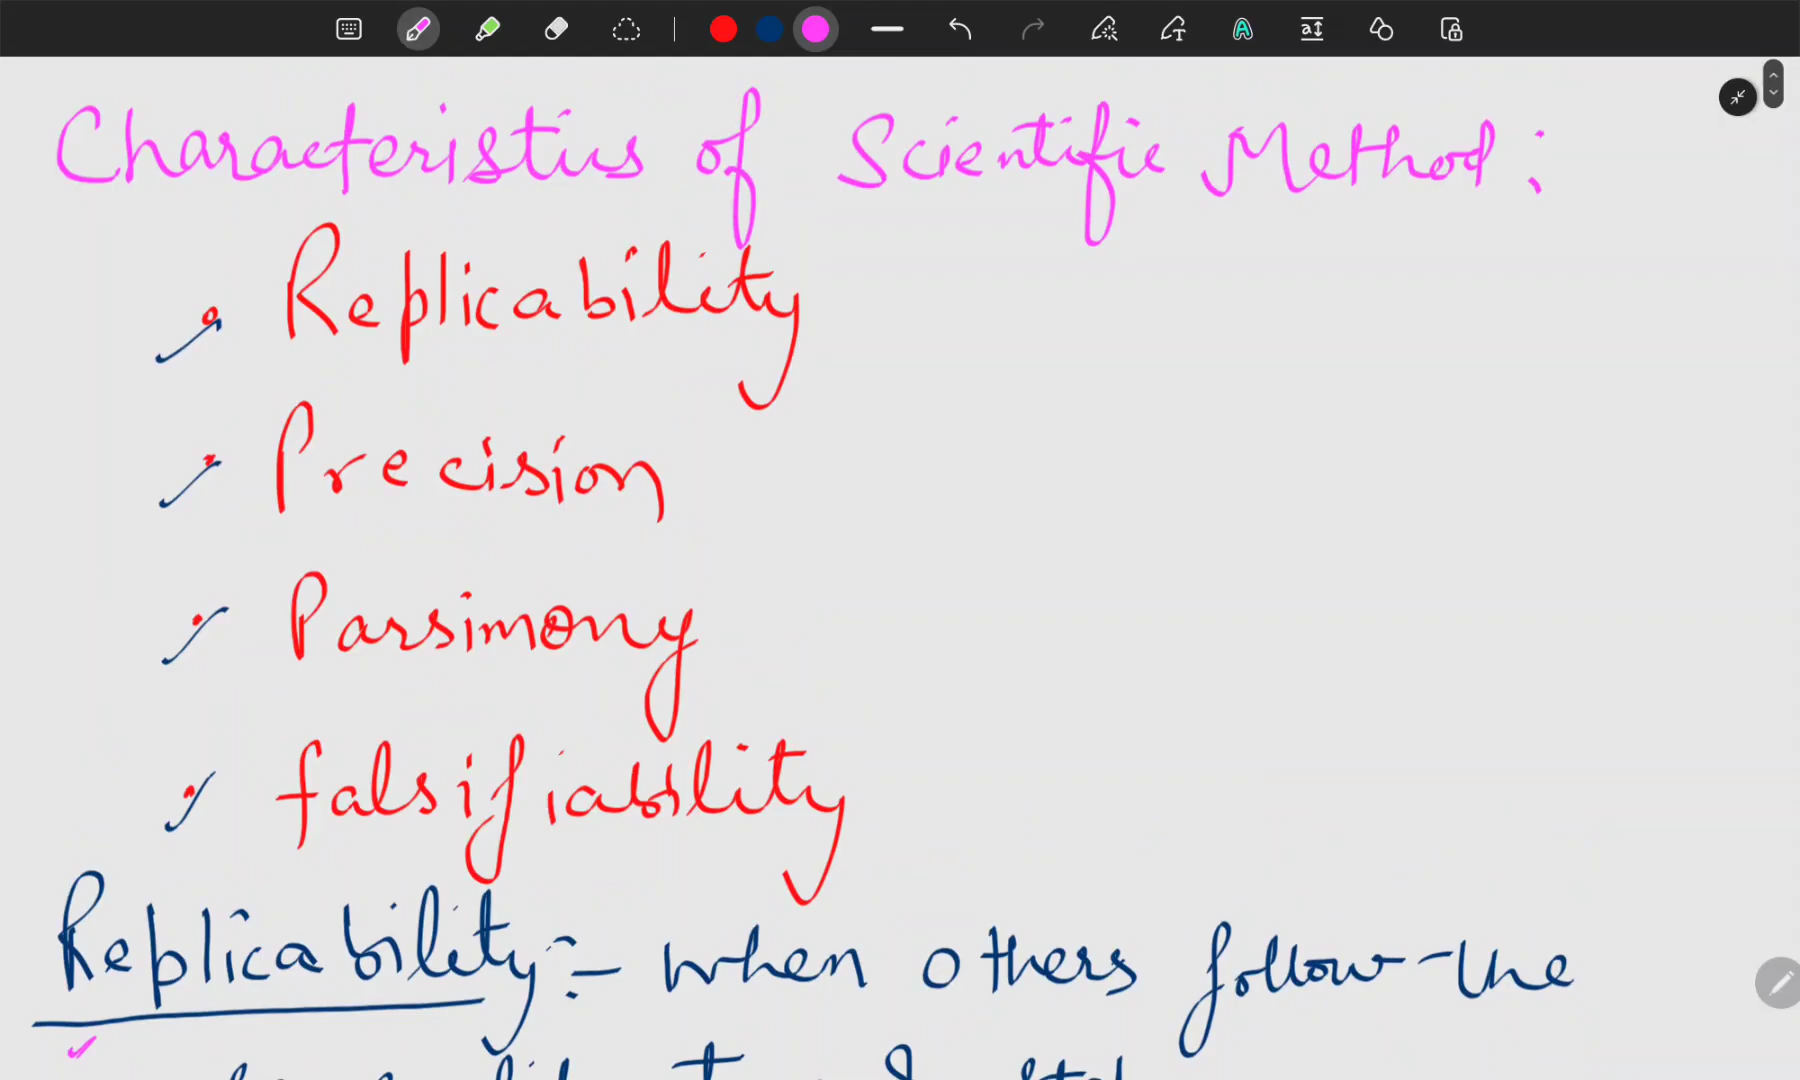 Characteristics of Scientific Method:
Replicability
Precision
Parsimony
falsifiability
Replicability:- when others follow the